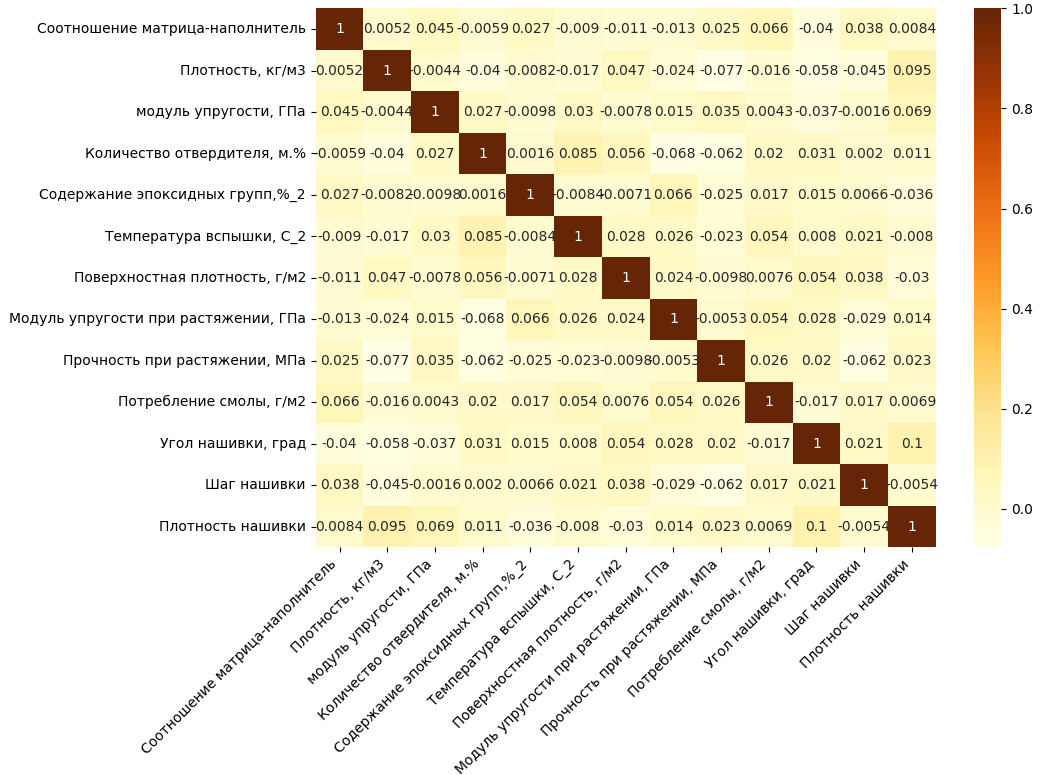 Соотношение матрица-наполнитель 1 0.0052 0.045 -0.0059 0.027 -0.009 -0.011 -0.013 0.025 0.066 -0.04 0.038 0.0084
Плотность, кг/м3 0.0052 1 -0.0044 -0.04 -0.0082 -0.017 0.047 -0.024 -0.077 -0.016 -0.058 -0.045 0.095
модуль упругости, ГПа 0.045 -0.0044 1 0.027 -0.0098 0.03 -0.0078 0.015 0.035 0.0043 -0.037 -0.0016 0.069
Количество отвердителя, м.% -0.0059 -0.04 0.027 1 0.0016 0.085 0.056 -0.068 -0.062 0.02 0.031 0.002 0.011
Содержание эпоксидных групп,%_2 0.027 -0.0082 -0.0098 0.0016 1 -0.0084 -0.0071 0.066 -0.025 0.017 0.015 0.0066 -0.036
Температура вспышки, С_2 -0.009 -0.017 0.03 0.085 -0.0084 1 0.028 0.026 -0.023 0.054 0.008 0.021 -0.008
Поверхностная плотность, г/м2 -0.011 0.047 -0.0078 0.056 -0.0071 0.028 1 0.024 -0.0098 0.0076 0.054 0.038 -0.03
Модуль упругости при растяжении, ГПа -0.013 -0.024 0.015 -0.068 0.066 0.026 0.024 1 -0.0053 0.054 0.028 -0.029 0.014
Прочность при растяжении, МПа 0.025 -0.077 0.035 -0.062 -0.025 -0.023 -0.0098 -0.0053 1 0.026 0.02 -0.062 0.023
Потребление смолы, г/м2 0.066 -0.016 0.0043 0.02 0.017 0.054 0.0076 0.054 0.026 1 -0.017 0.017 0.0069
Угол нашивки, град -0.04 -0.058 -0.037 0.031 0.015 0.008 0.054 0.028 0.02 -0.017 1 0.021 0.1
Шаг нашивки 0.038 -0.045 -0.0016 0.002 0.0066 0.021 0.038 -0.029 -0.062 0.017 0.021 1 -0.0054
Плотность нашивки 0.0084 0.095 0.069 0.011 -0.036 -0.008 -0.03 0.014 0.023 0.0069 0.1 -0.0054 1
Соотношение матрица-наполнитель
Плотность, кг/м3
модуль упругости, ГПа
Количество отвердителя, м.%
Содержание эпоксидных групп,%_2
Температура вспышки, С_2
Поверхностная плотность, г/м2
Модуль упругости при растяжении, ГПа
Прочность при растяжении, МПа
Потребление смолы, г/м2
Угол нашивки, град
Шаг нашивки
Плотность нашивки
1.0
0.8
0.6
0.4
0.2
0.0